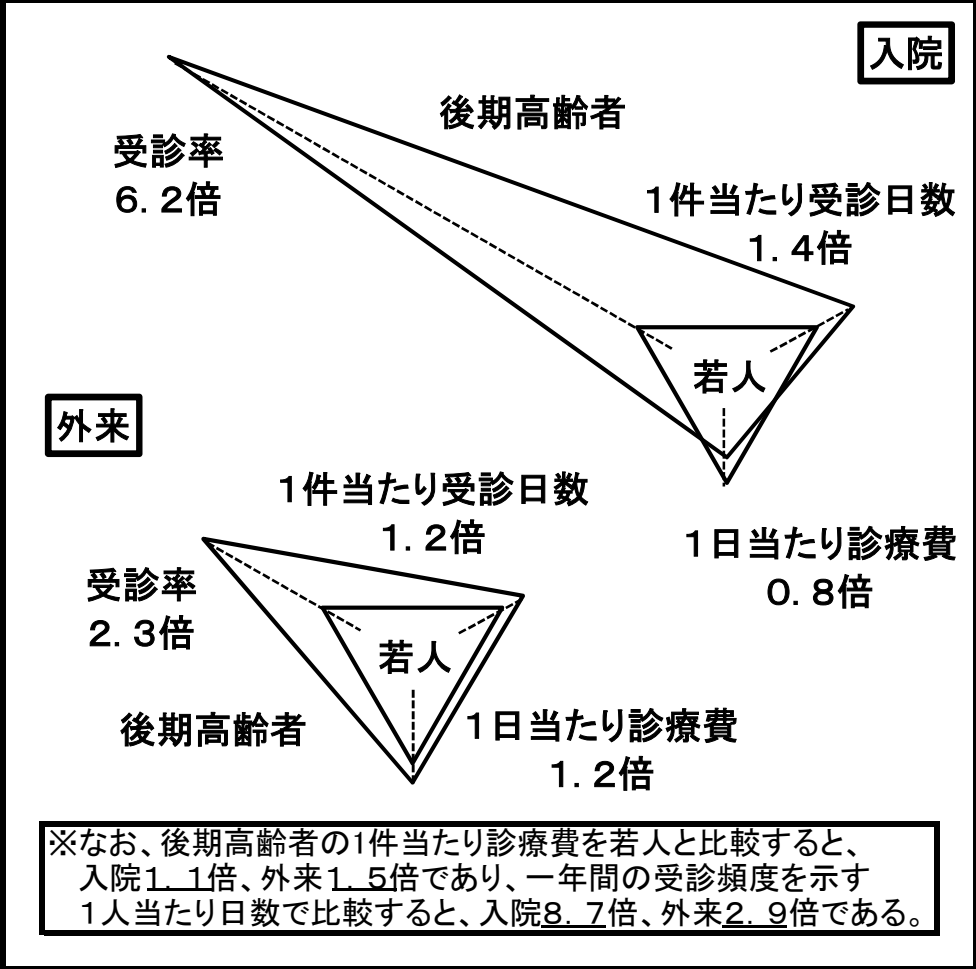 入院
後期高齢者
受診率
６．２倍
１件当たり受診日数
１．４倍
若人
１日当たり診療費
０．８倍
外来
１件当たり受診日数
１．２倍
受診率
２．３倍
若人
後期高齢者
１日当たり診療費
１．２倍
※なお、後期高齢者の1件当たり診療費を若人と比較すると、
入院１．１倍、外来１．５倍であり、一年間の受診頻度を示す
１人当たり日数で比較すると、入院８．７倍、外来２．９倍である。